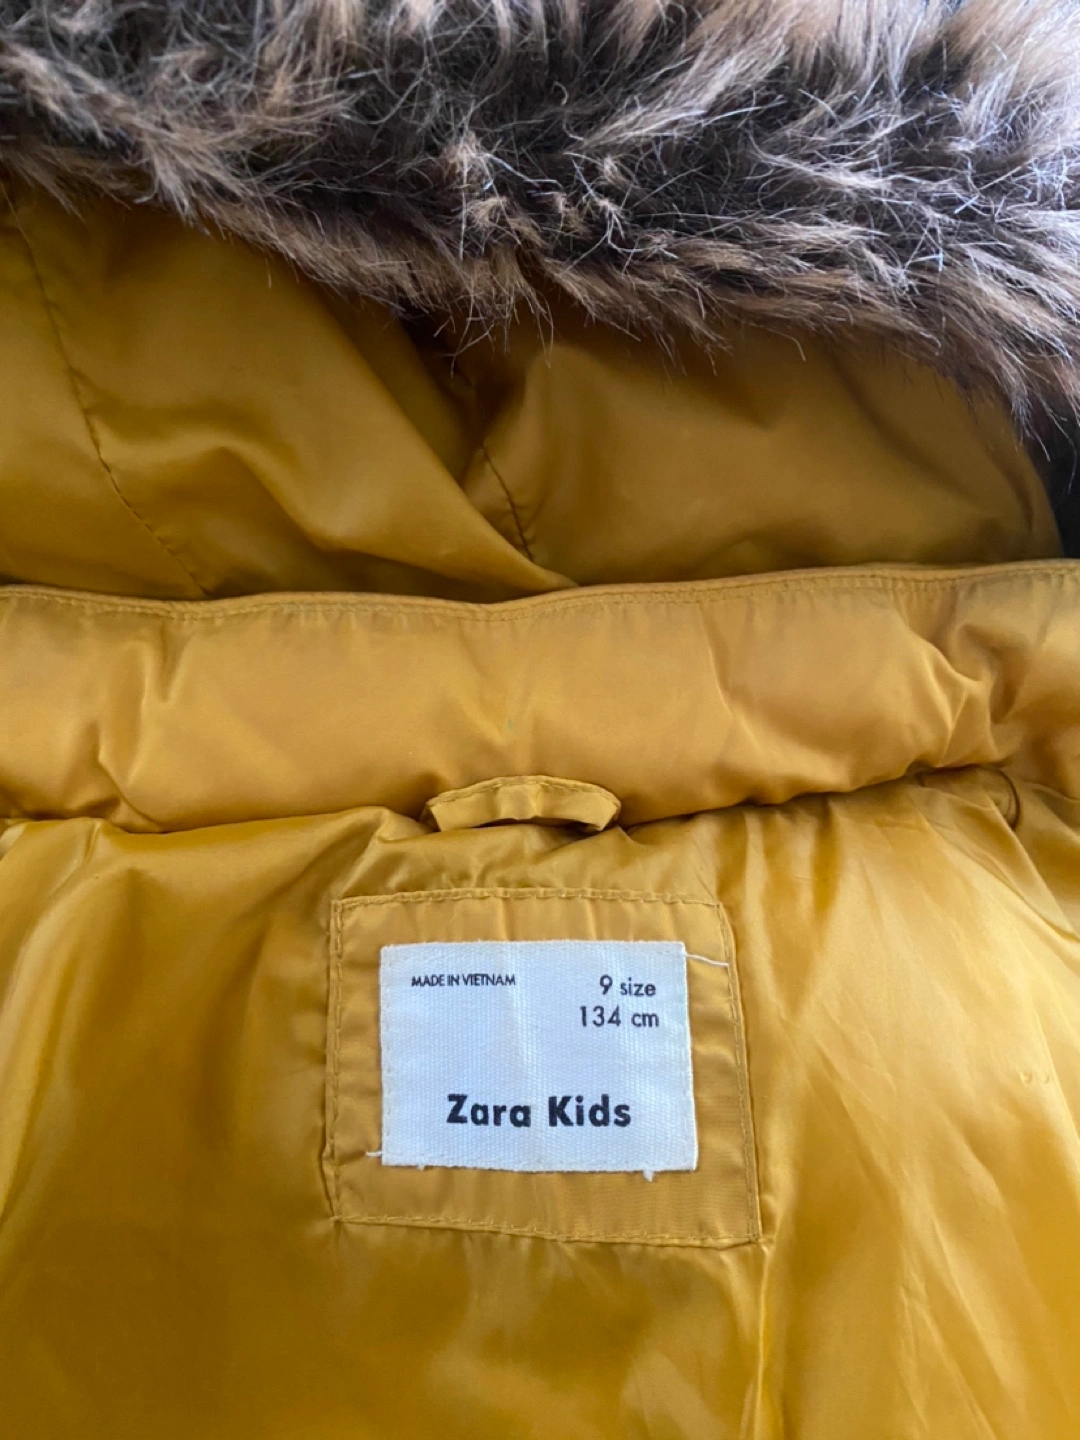 MADE IN VIETNAM
9 size
134 cm
Zara Kids